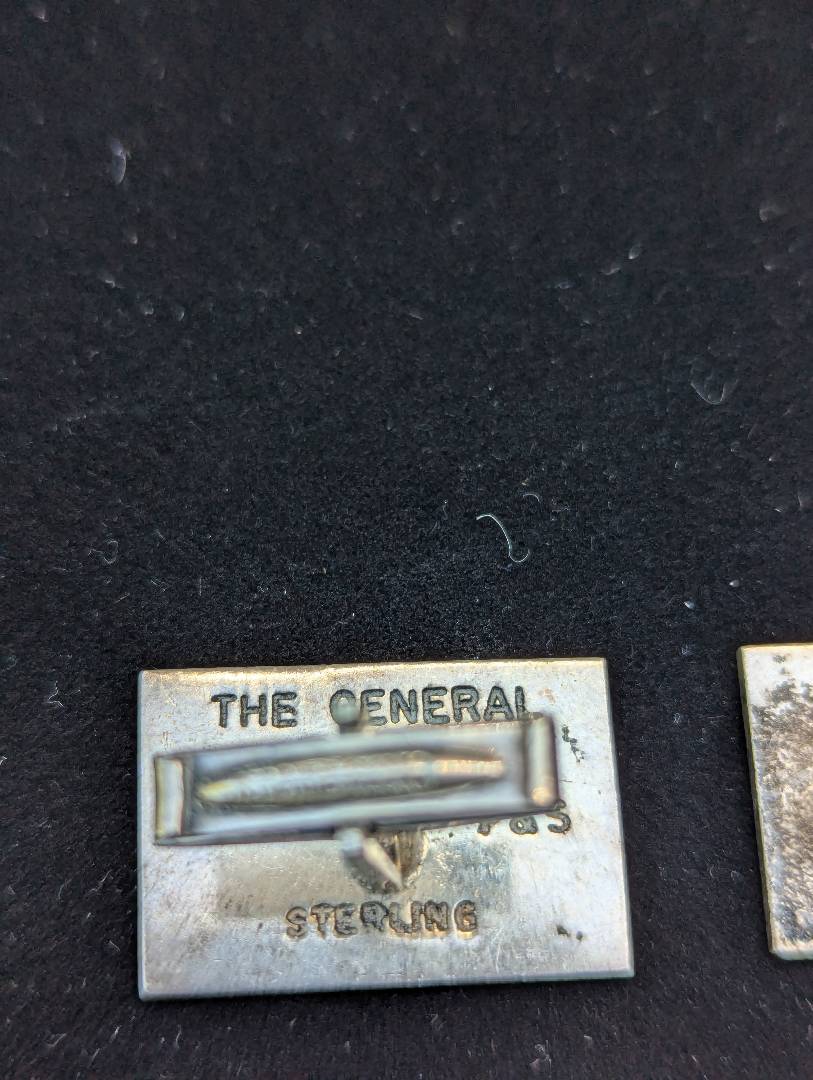 THE GENERAL
& S
STERLING